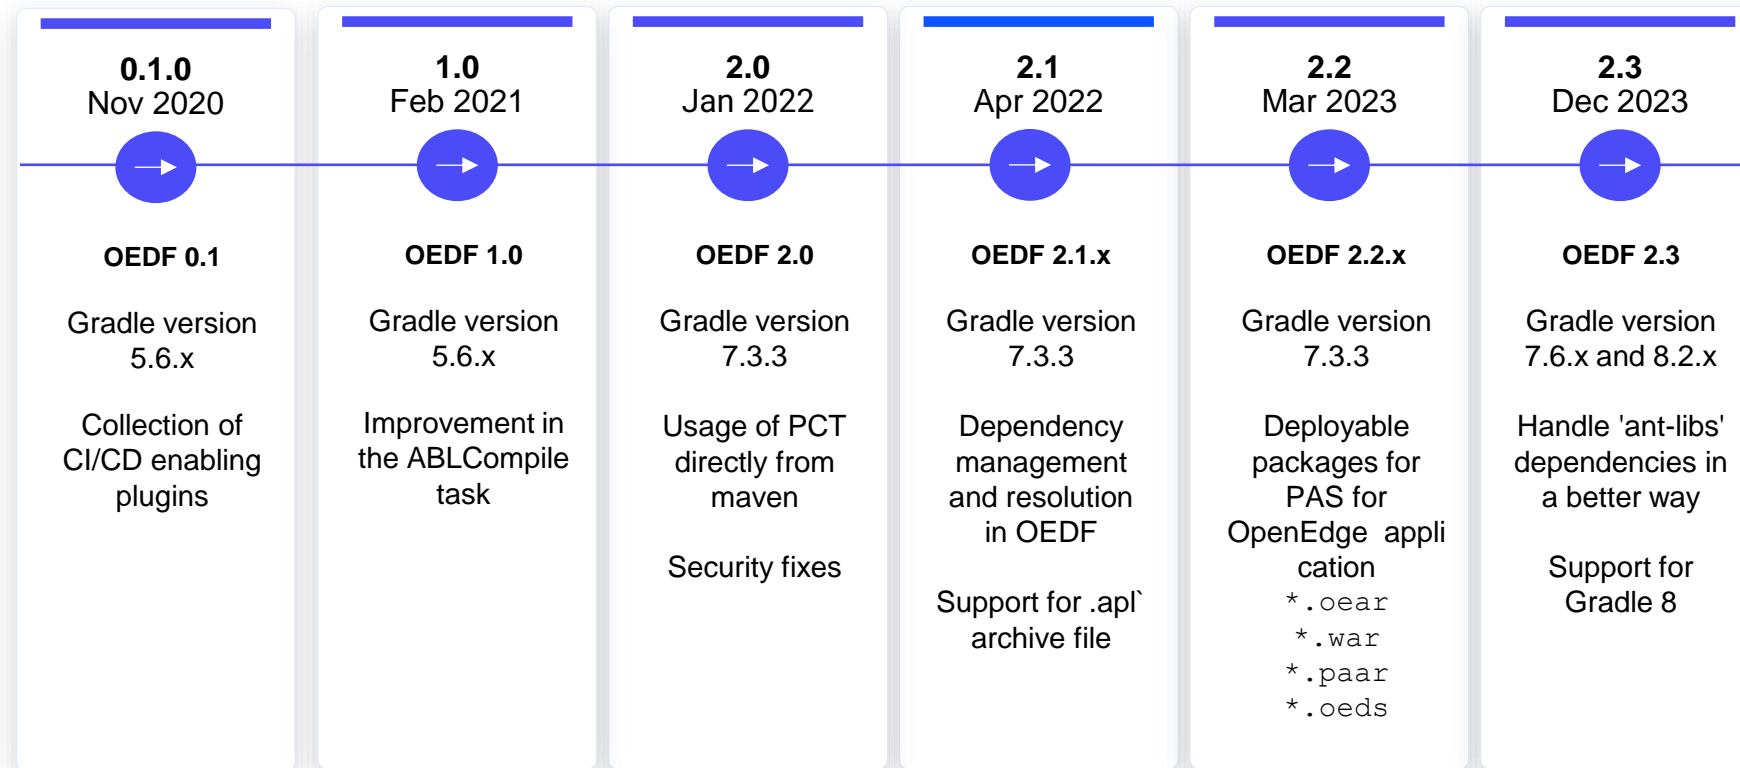 0.1.0
Nov 2020
OEDF 0.1
Gradle version
5.6.x
Collection of
CI/CD enabling
plugins
1.0
Feb 2021
OEDF 1.0
Gradle version
5.6.x
Improvement in
the ABLCompile
task
2.0
Jan 2022
OEDF 2.0
Gradle version
7.3.3
Usage of PCT
directly from
maven
Security fixes
2.1
Apr 2022
OEDF 2.1.x
Gradle version
7.3.3
Dependency
management
and resolution
in OEDF
Support for .apl`
archive file
2.2
Mar 2023
OEDF 2.2.x
Gradle version
7.3.3
Deployable
packages for
PAS for
OpenEdge  appli
cation
*.oear
*.war
*.paar
*.oeds
2.3
Dec 2023
OEDF 2.3
Gradle version
7.6.x and 8.2.x
Handle 'ant-libs'
dependencies in
a better way
Support for
Gradle 8